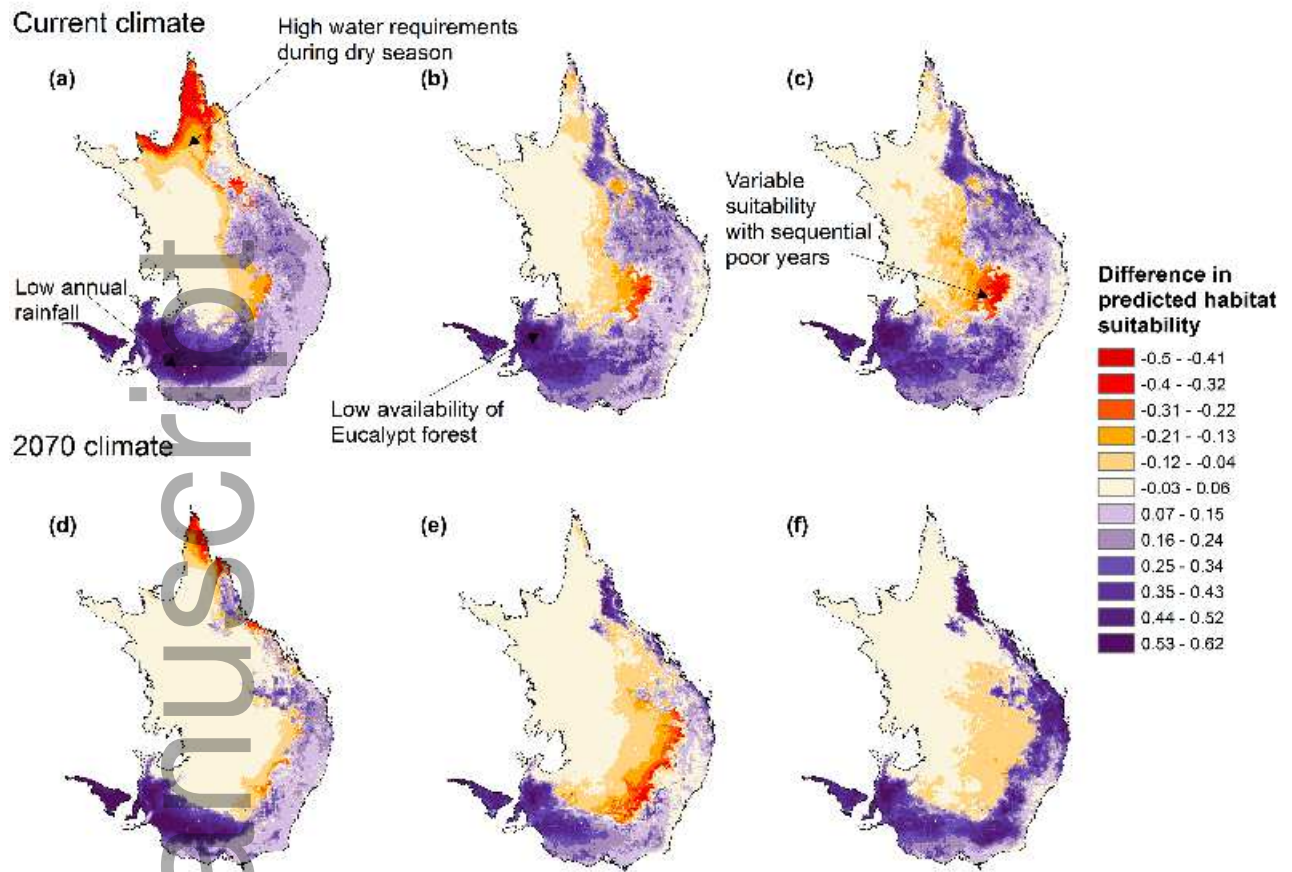 Current climate
High water requirements
during dry season
(a)
(b)
(c)
Variable
suitability
with sequential
poor years
Low annual
rainfall
Low availability of
Eucalypt forest
Difference in
predicted habitat
suitability
-0.5 - -0.41
-0.4 - -0.32
-0.31 - -0.22
-0.21 - -0.13
-0.12 - -0.04
-0.03 - 0.06
0.07 - 0.15
0.16 - 0.24
0.25 - 0.34
0.35 - 0.43
0.44 - 0.52
0.53 - 0.62
2070 climate
(d)
(e)
(f)
anuscript